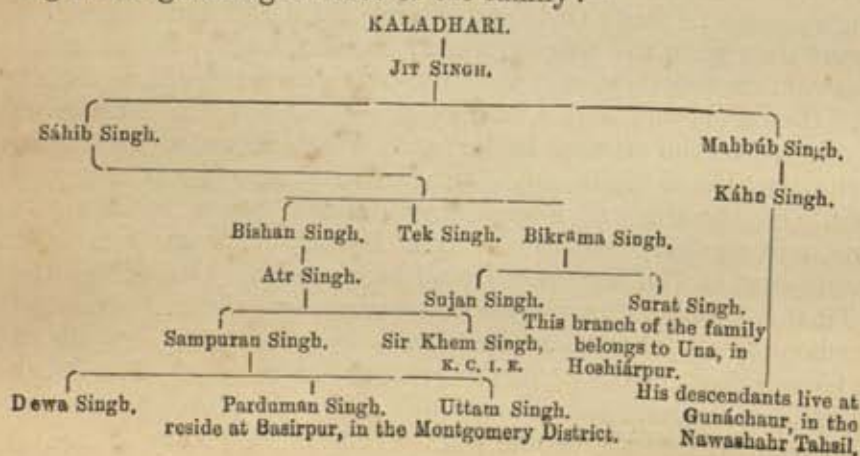 KALADHARI.
JIT SINGH.
Sáhib Singh.
Mahbúb Singh.
Káhn Singh.
Bishan Singh. Tek Singh. Bikrama Singh.
Atr Singh.
Sujan Singh. Surat Singh.
This branch of the family
belongs to Una, in
Hoshiárpur.
Sampuran Singh. Sir Khem Singh,
K. C. I. E.
Dewa Singh. Parduman Singh. Uttam Singh.
reside at Basirpur, in the Montgomery District.
His descendants live at
Gunáchaur, in the
Nawashahr Tahsil,